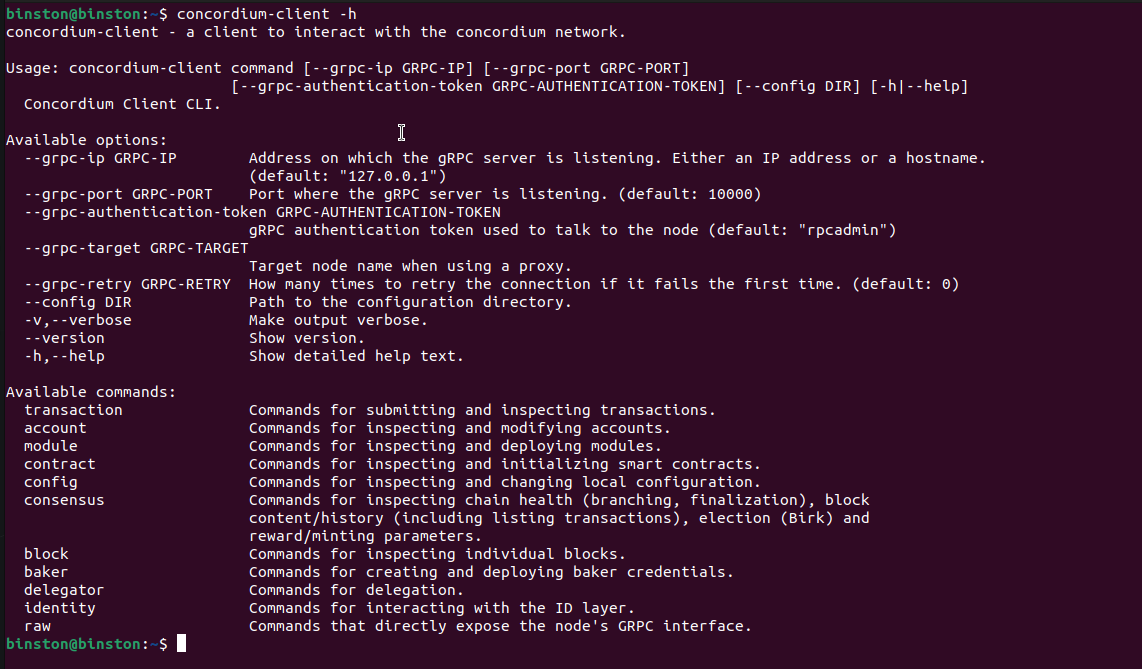 binston@binston:~$ concordium-client -h
concordium-client - a client to interact with the concordium network.

Usage: concordium-client command [--grpc-ip GRPC-IP] [--grpc-port GRPC-PORT]
                         [--grpc-authentication-token GRPC-AUTHENTICATION-TOKEN] [--config DIR] [-h|--help]
  Concordium Client CLI.

Available options:
  --grpc-ip GRPC-IP        Address on which the gRPC server is listening. Either an IP address or a hostname.
                           (default: "127.0.0.1")
  --grpc-port GRPC-PORT    Port where the gRPC server is listening. (default: 10000)
  --grpc-authentication-token GRPC-AUTHENTICATION-TOKEN
                           gRPC authentication token used to talk to the node (default: "rpcadmin")
  --grpc-target GRPC-TARGET
                           Target node name when using a proxy.
  --grpc-retry GRPC-RETRY  How many times to retry the connection if it fails the first time. (default: 0)
  --config DIR             Path to the configuration directory.
  -v,--verbose             Make output verbose.
  --version                Show version.
  -h,--help                Show detailed help text.

Available commands:
  transaction              Commands for submitting and inspecting transactions.
  account                  Commands for inspecting and modifying accounts.
  module                   Commands for inspecting and deploying modules.
  contract                 Commands for inspecting and initializing smart contracts.
  config                   Commands for inspecting and changing local configuration.
  consensus                Commands for inspecting chain health (branching, finalization), block
                           content/history (including listing transactions), election (Birk) and
                           reward/minting parameters.
  block                    Commands for inspecting individual blocks.
  baker                    Commands for creating and deploying baker credentials.
  delegator                Commands for delegation.
  identity                 Commands for interacting with the ID layer.
  raw                      Commands that directly expose the node's GRPC interface.
binston@binston:~$